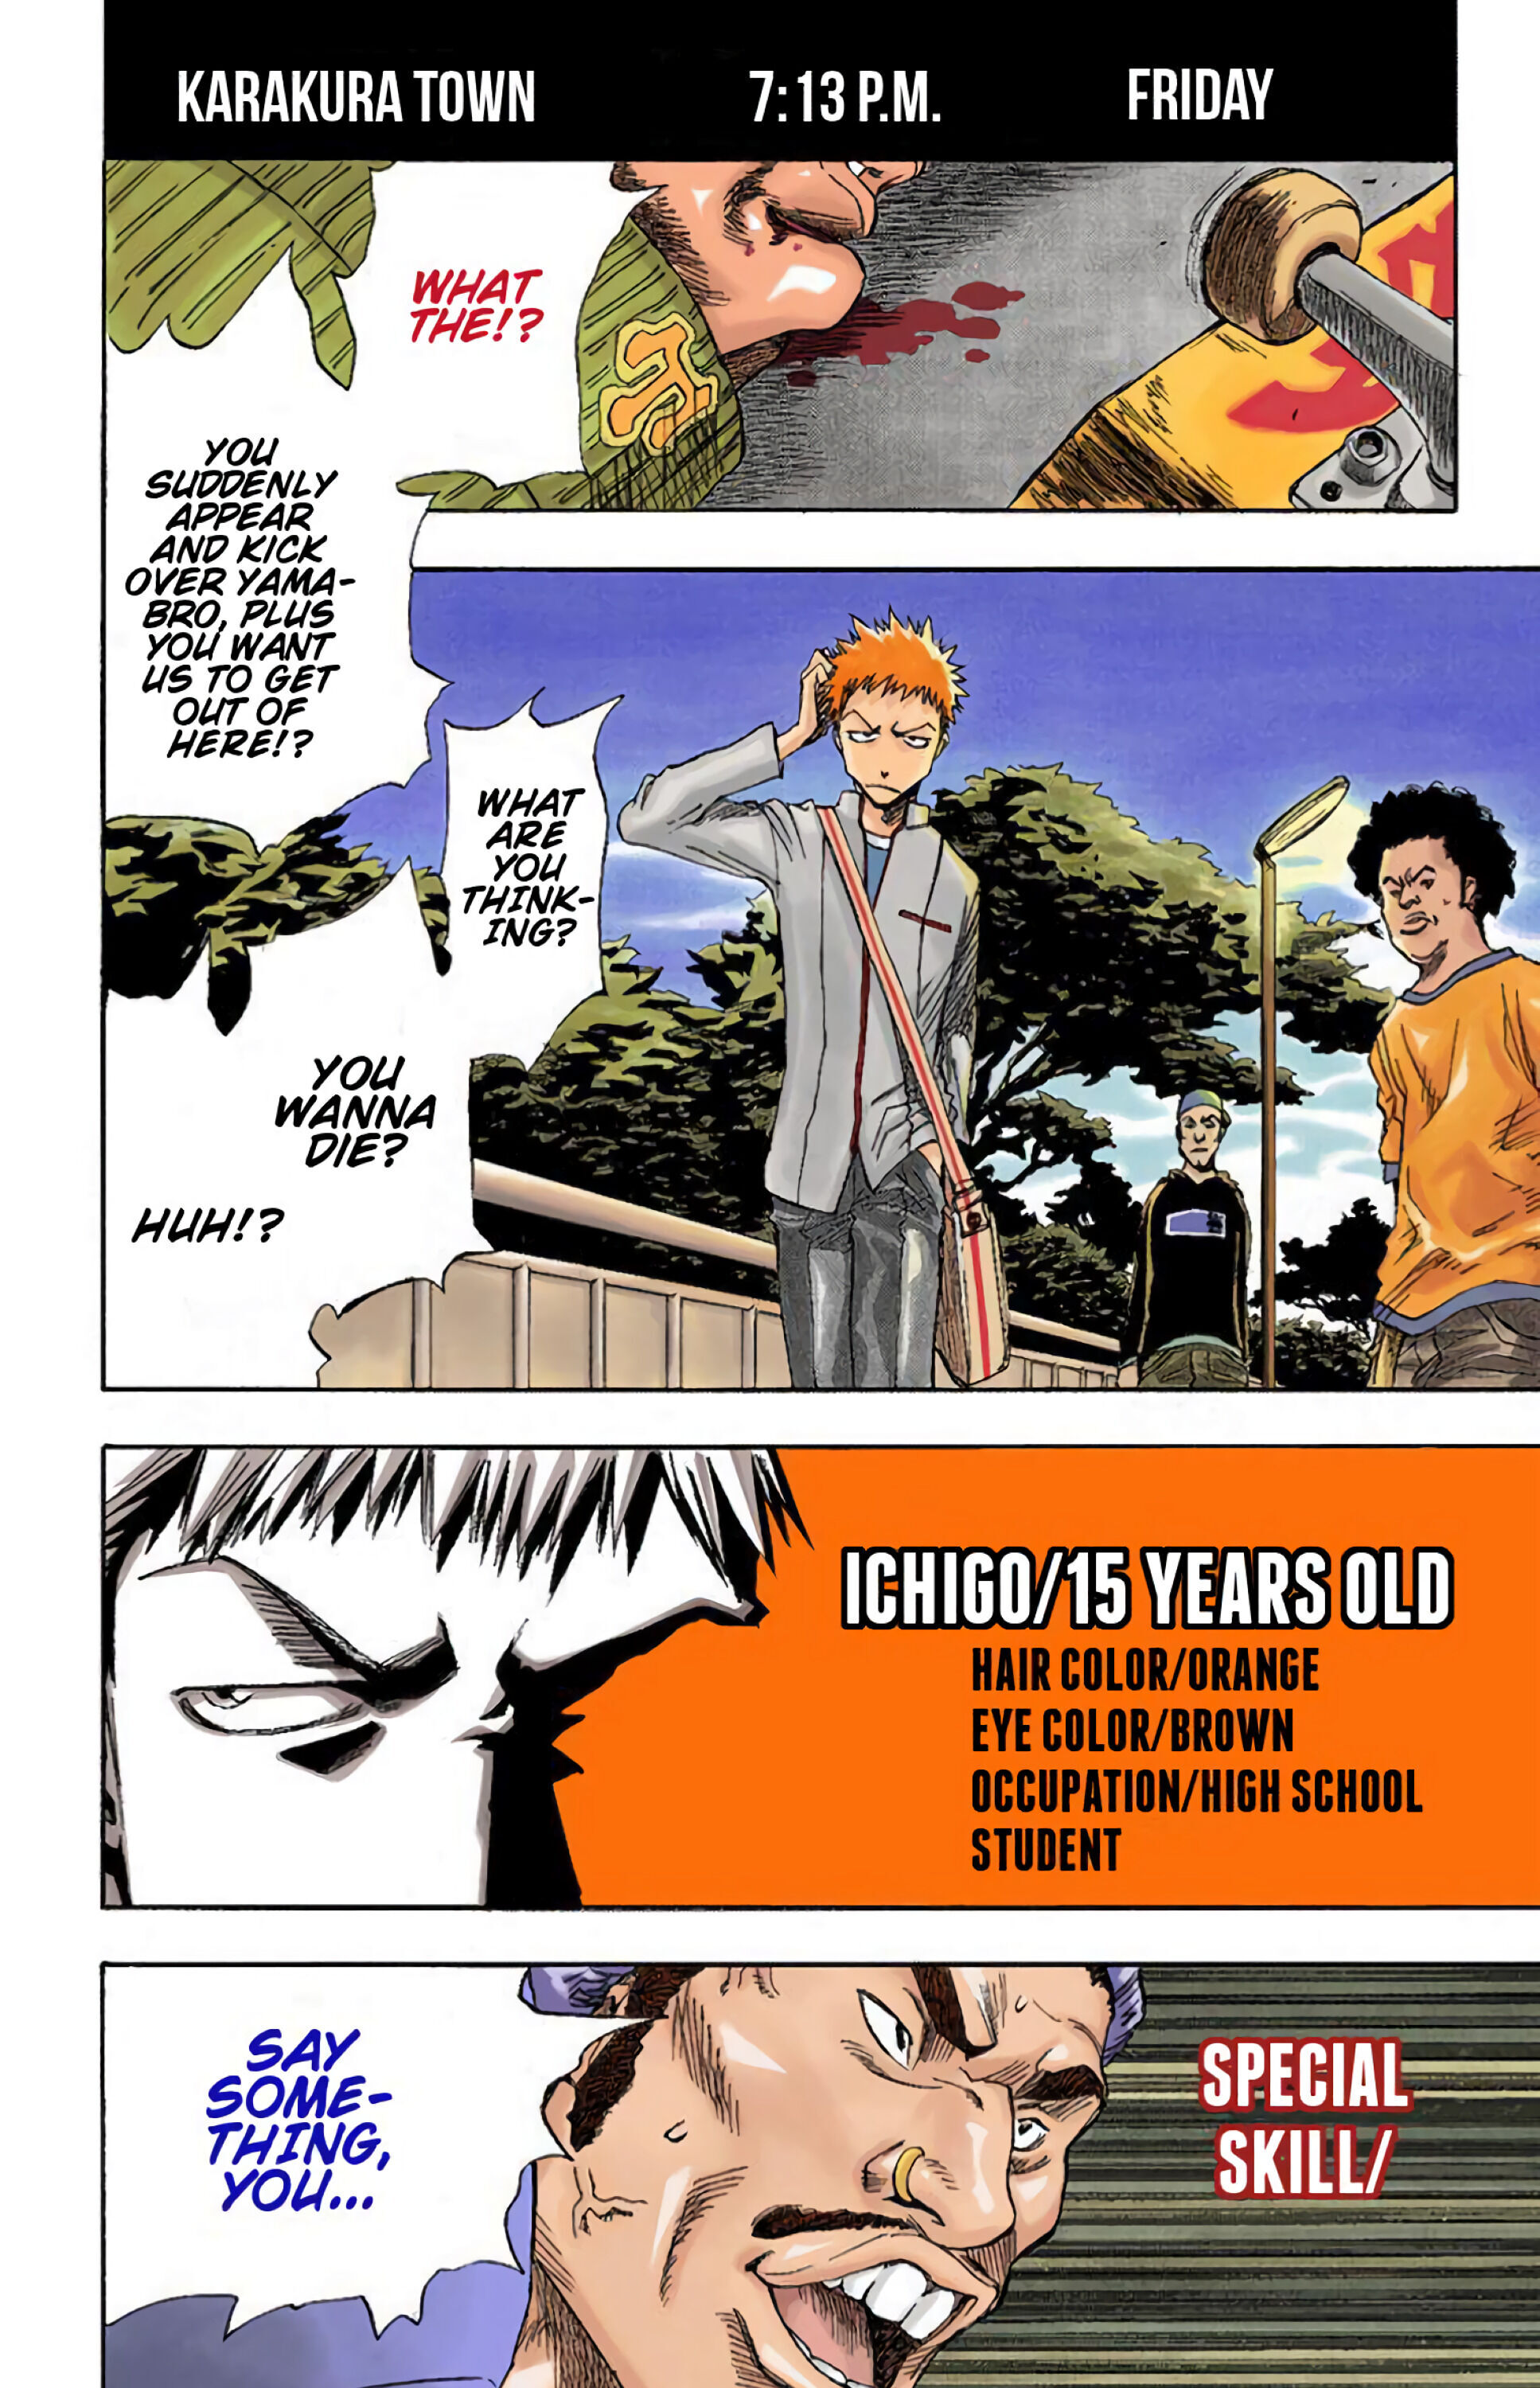 KARAKURA TOWN
7:13 P.M.
FRIDAY
WHAT
THE!?
YOU
SUDDENLY
APPEAR
AND KICK
OVER YAMA-
BRO, PLUS
YOU WANT
US TO GET
OUT OF
HERE!?
WHAT
ARE
YOU
THINK-
ING?
YOU
WANNA
DIE?
HUH!?
ICHIGO/15 YEARS OLD
HAIR COLOR/ORANGE
EYE COLOR/BROWN
OCCUPATION/HIGH SCHOOL
STUDENT
SAY
SOME-
THING,
YOU...
SPECIAL
SKILL/